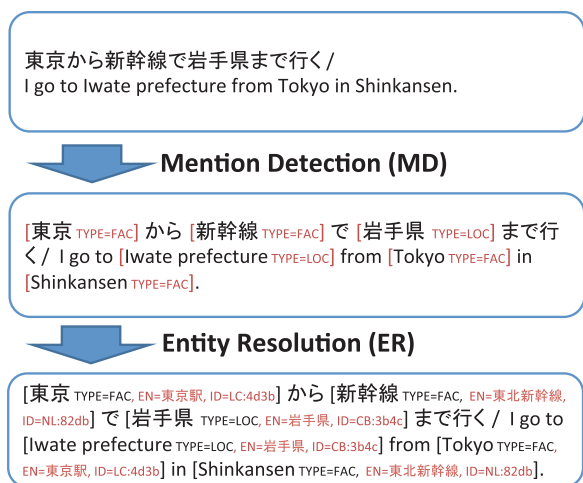 東京から新幹線で岩手県まで行く/
I go to Iwate prefecture from Tokyo in Shinkansen.
Mention Detection (MD)
[東京 TYPE=FAC] から [新幹線 TYPE=FAC] で [岩手県 TYPE=LOC] まで行
く/ I go to [Iwate prefecture TYPE=LOC] from [Tokyo TYPE=FAC] in
[Shinkansen TYPE=FAC].
Entity Resolution (ER)
[東京 TYPE=FAC, EN=東京駅, ID=LC:4d3b] から [新幹線 TYPE=FAC, EN=東北新幹線,
ID=NL:82db] で [岩手県 TYPE=LOC, EN=岩手県, ID=CB:3b4c] まで行く/ I go to
[Iwate prefecture TYPE=LOC, EN=岩手県, ID=CB:3b4c] from [Tokyo TYPE=FAC,
EN=東京駅, ID=LC:4d3b] in [Shinkansen TYPE=FAC, EN=東北新幹線, ID=NL:82db].